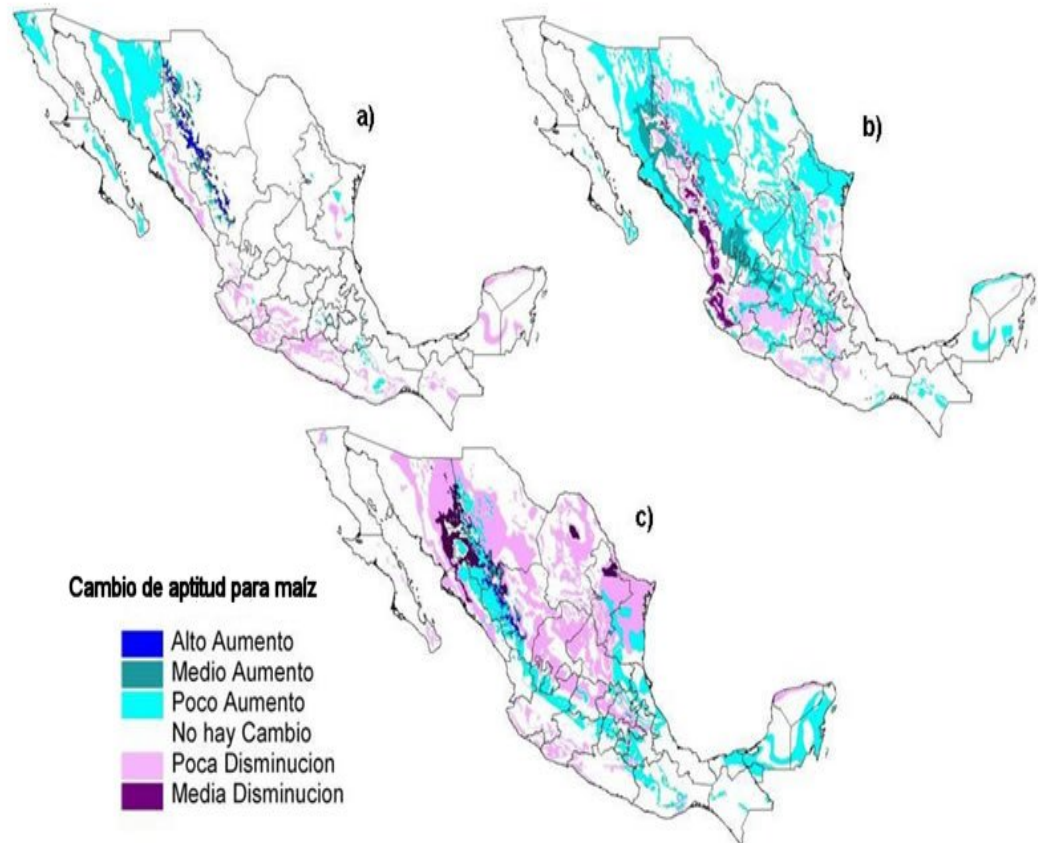 a)
b)
c)
Cambio de aptitud para maíz
Alto Aumento
Medio Aumento
Poco Aumento
No hay Cambio
Poca Disminucion
Media Disminucion